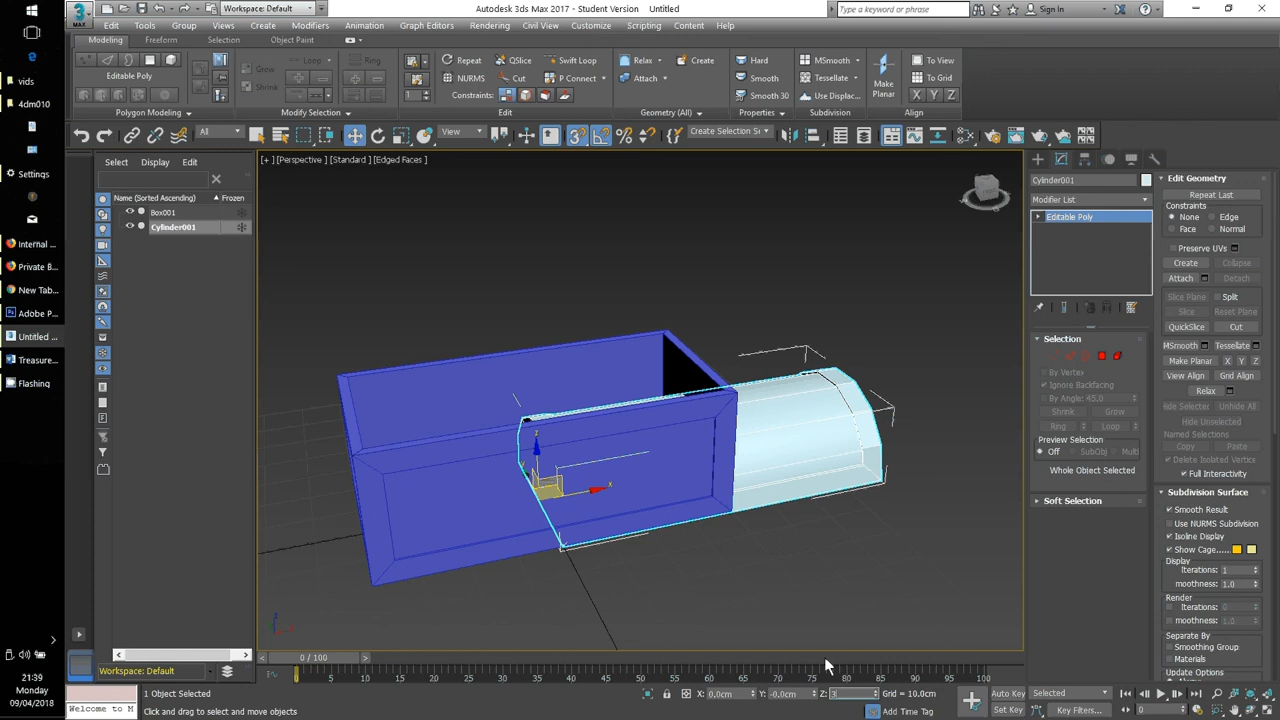 Autodesk 3ds Max 2017 - Student Version    Untitled
Workspace: Default
Type a keyword or phrase
Sign In
MAX
Edit Tools Group Views Create Modifiers Animation Graph Editors Rendering Civil View Customize Scripting Content Help
Modeling Freeform Selection Object Paint
Editable Poly
Polygon Modeling
Loop Ring
Grow
Shrink
Modify Selection
Repeat QSlice Swift Loop
NURMS Cut P Connect
Constraints:
Edit
Relax Create
Attach
Geometry (All)
Hard
Smooth
Smooth 30
Properties
MSmooth
Tessellate
Use Displac...
Subdivision
Make Planar
To View
To Grid
X Y Z
Align
All
View
Create Selection Se
Select Display Edit
Name (Sorted Ascending) Frozen
Box001
Cylinder001
[+] [Perspective] [Standard] [Edged Faces]
vids
4dm010
Settings
Internal ...
Private B...
New Tab...
Adobe P...
Untitled ...
Treasure...
Flashing
21:39
Monday
09/04/2018
Cylinder001
Modifier List
Editable Poly
Selection
By Vertex
Ignore Backfacing
By Angle: 45.0
Shrink Grow
Ring Loop
Preview Selection
Off SubObj Multi
Whole Object Selected
Soft Selection
Edit Geometry
Repeat Last
Constraints
None Edge
Face Normal
Preserve UVs
Create Collapse
Attach Detach
Slice Plane Split
Slice Reset Plane
QuickSlice Cut
MSmooth Tessellate
Make Planar X Y Z
View Align Grid Align
Relax
Hide Selected Unhide All
Hide Unselected
Named Selections:
Copy Paste
Delete Isolated Vertices
Full Interactivity
Subdivision Surface
Smooth Result
Use NURMS Subdivision
Isoline Display
Show Cage......
Display
Iterations: 1
moothness: 1.0
Render
Iterations: 0
moothness: 1.0
Separate By
Smoothing Group
Materials
Update Options
0 / 100
0 5 10 15 20 25 30 35 40 45 50 55 60 65 70 75 80 85 90 95 100
Workspace: Default
Welcome to M
1 Object Selected
Click and drag to select and move objects
X: 0.0cm Y: -0.0cm Z: 3 Grid = 10.0cm
Add Time Tag
Auto Key Selected
Set Key Key Filters...
0